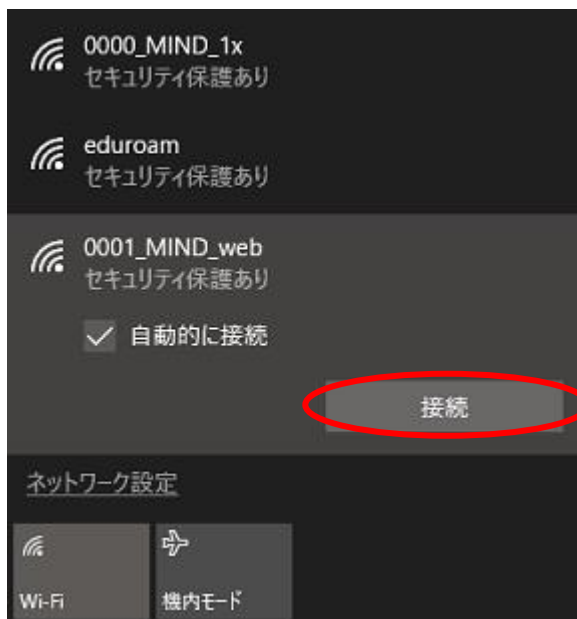 0000_MIND_1x
セキュリティ保護あり
eduroam
セキュリティ保護あり
0001_MIND_web
セキュリティ保護あり
自動的に接続
接続
ネットワーク設定
Wi-Fi
機内モード